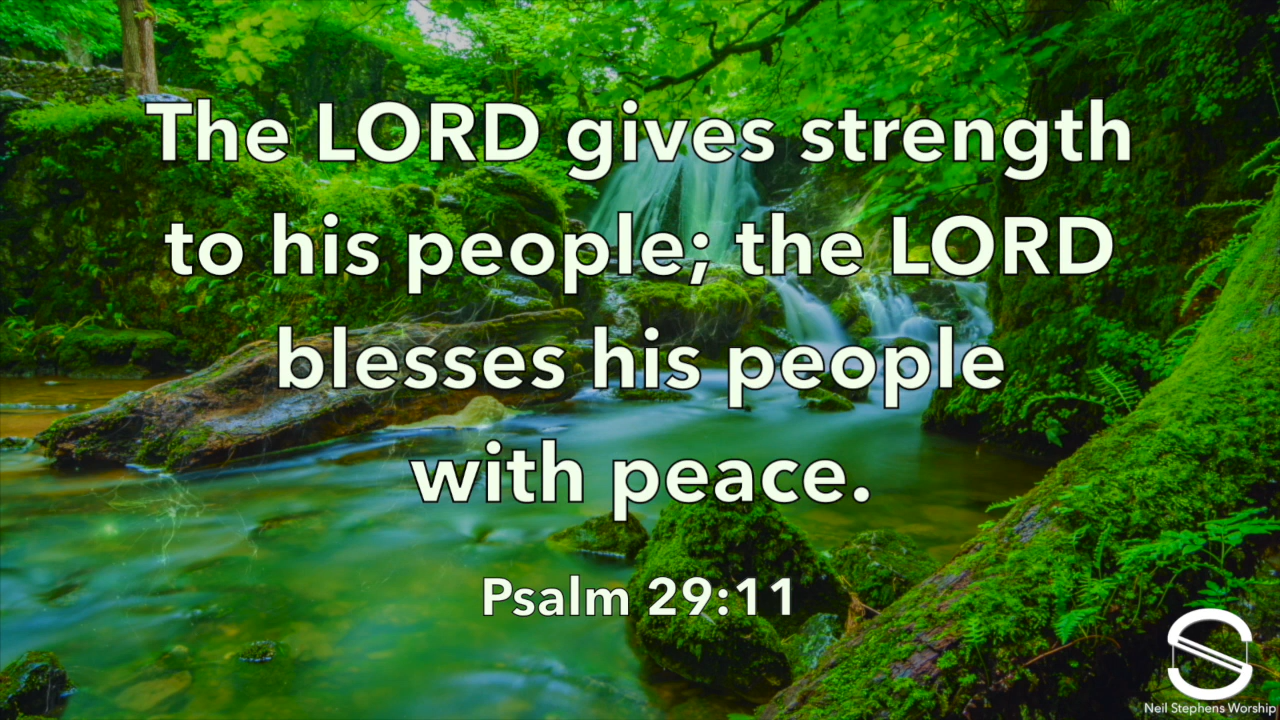 The LORD gives strength
to his people; the LORD
blesses his people
with peace.
Psalm 29:11
Neil Stephens Worship